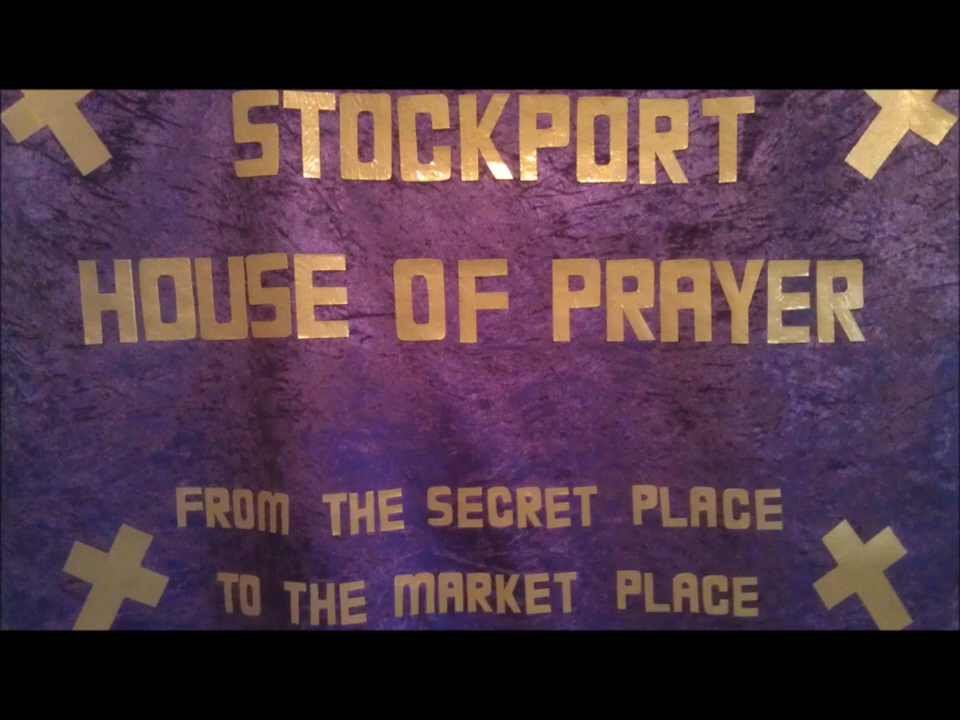 STOCKPORT
HOUSE OF PRAYER
FROM THE SECRET PLACE
TO THE MARKET PLACE